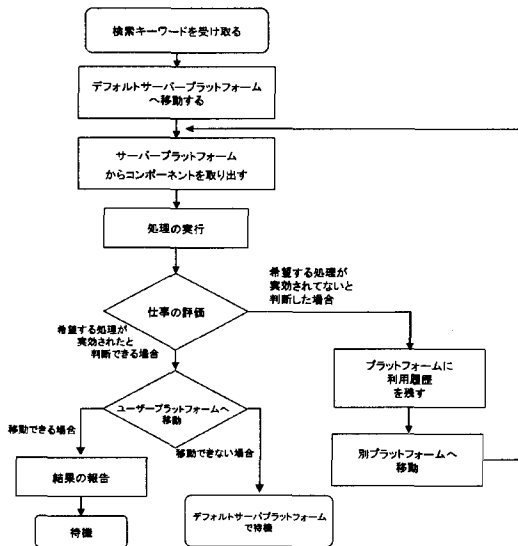 検索キーワードを受け取る
デフォルトサーバープラットフォーム
へ移動する
サーバープラットフォーム
からコンポーネントを取り出す
処理の実行
仕事の評価
希望する処理が
実効されてないと
判断した場合
希望する処理が
実効されたと
判断できる場合
プラットフォームに
利用履歴
を残す
ユーザープラットフォームへ
移動
移動できる場合
移動できない場合
別プラットフォームへ
移動
結果の報告
デフォルトサーバプラットフォーム
で待機
待機